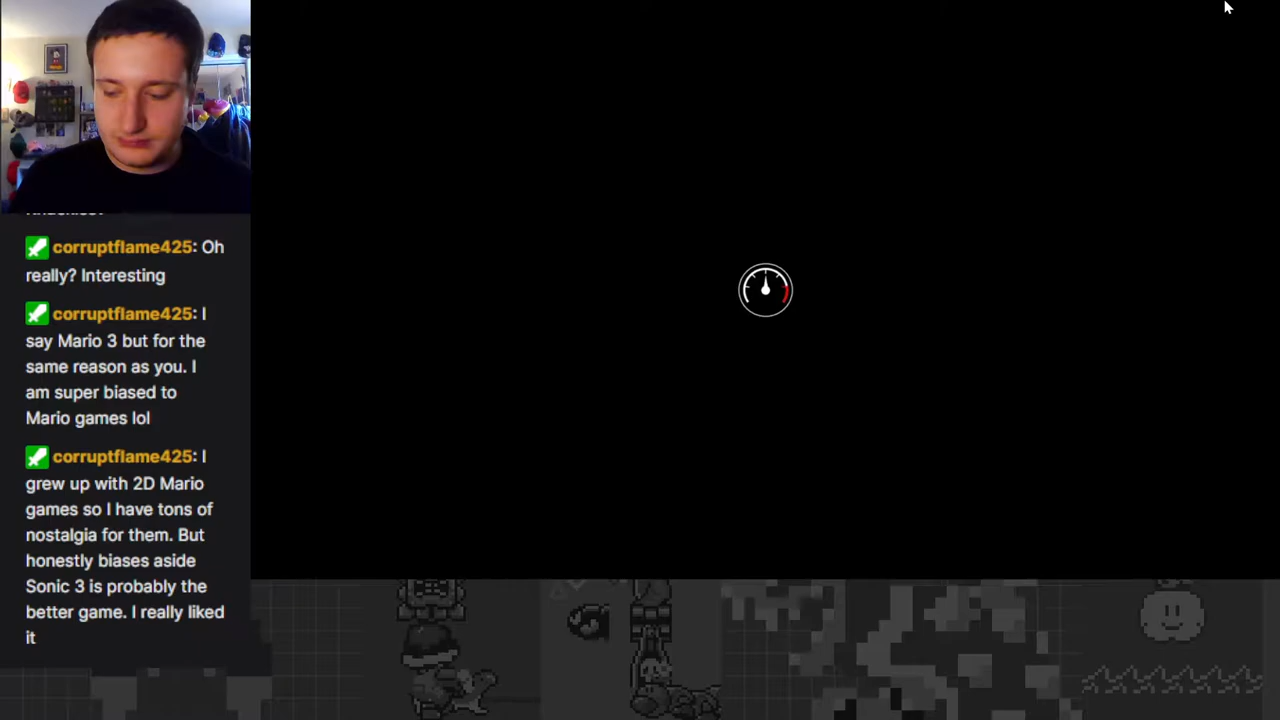 corruptflame425: Oh
really? Interesting
corruptflame425: I
say Mario 3 but for the
same reason as you. I
am super biased to
Mario games lol
corruptflame425: I
grew up with 2D Mario
games so I have tons of
nostalgia for them. But
honestly biases aside
Sonic 3 is probably the
better game. I really liked
it